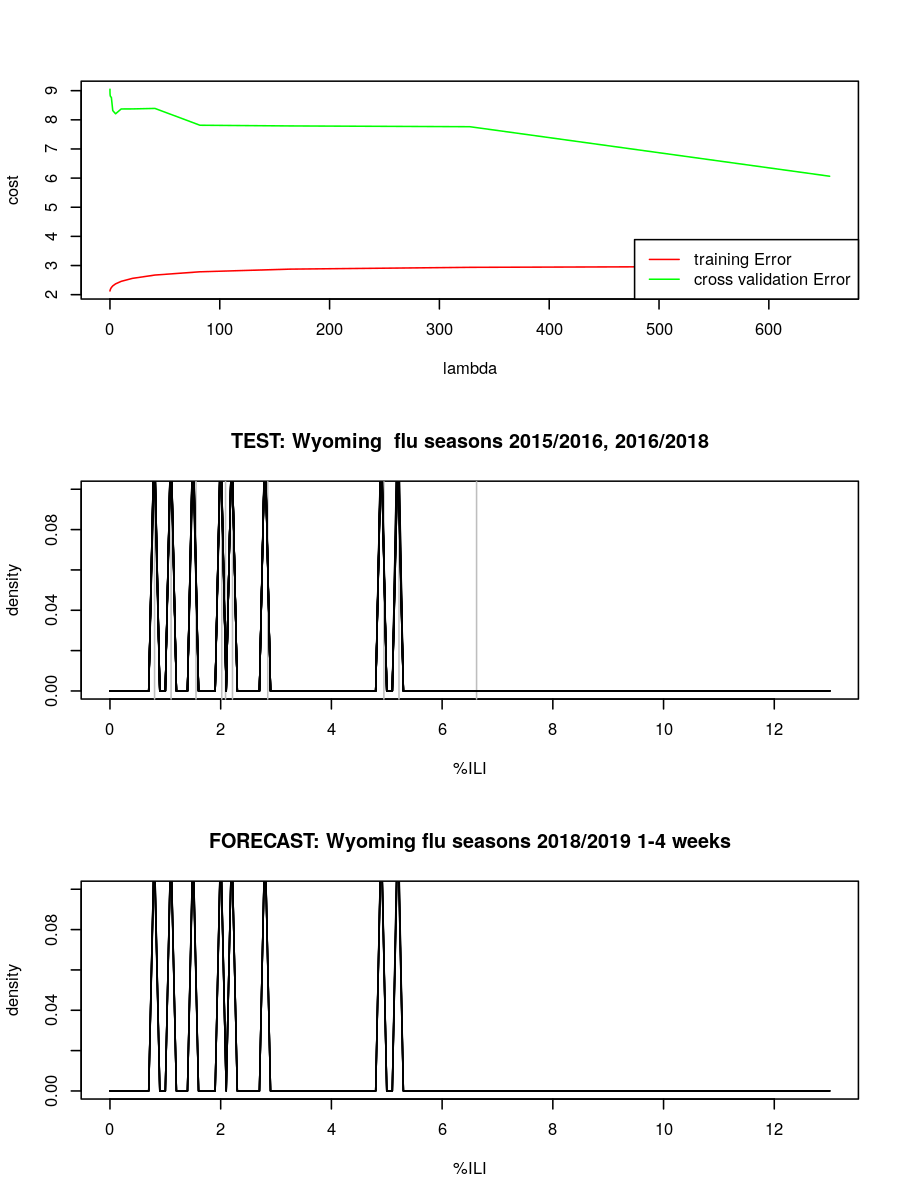 9
8
7
6
5
4
3
2
cost
training Error
cross validation Error
0 100 200 300 400 500 600
lambda
TEST: Wyoming  flu seasons 2015/2016, 2016/2018
0.08
0.04
0.00
density
0 2 4 6 8 10 12
%ILI
FORECAST: Wyoming flu seasons 2018/2019 1-4 weeks
0.08
0.04
0.00
density
0 2 4 6 8 10 12
%ILI